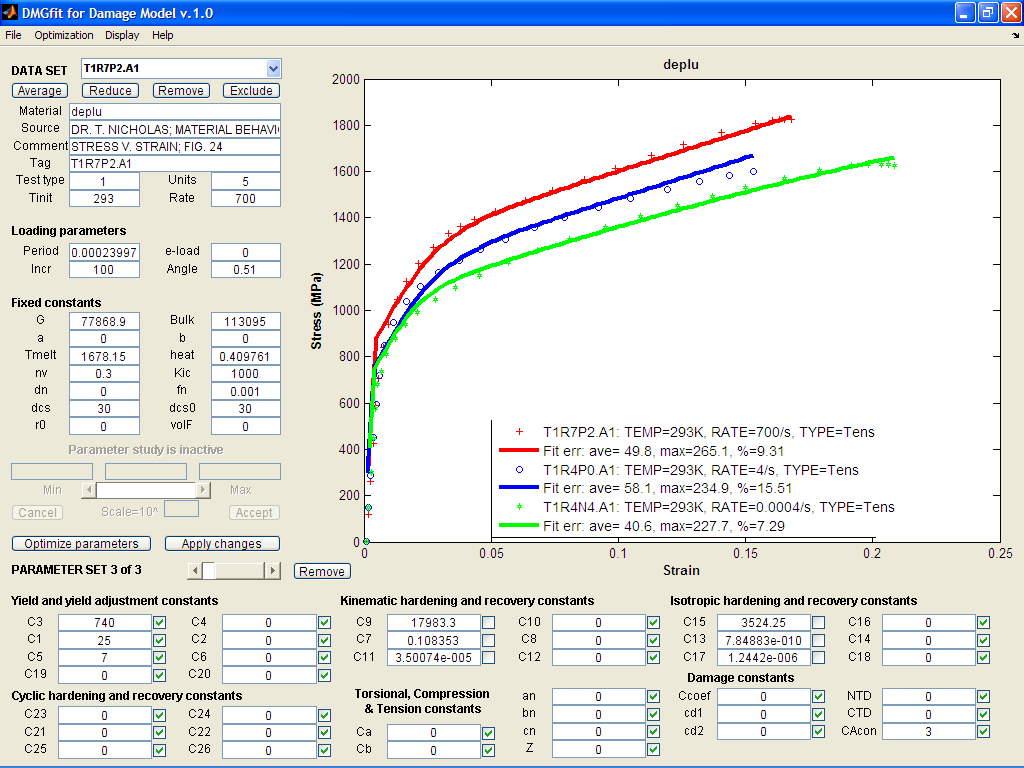 DMGfit for Damage Model v.1.0
File Optimization Display Help
DATA SET T1R7P2.A1
Average Reduce Remove Exclude
Material deplu
Source DR. T. NICHOLAS; MATERIAL BEHAVI
Comment STRESS V. STRAIN; FIG. 24
Tag T1R7P2.A1
Test type 1 Units 5
Tinit 293 Rate 700
Loading parameters
Period 0.00023997 e-load 0
Incr 100 Angle 0.51
Fixed constants
G 77868.9 Bulk 113095
a 0 b 0
Tmelt 1678.15 heat 0.409761
nv 0.3 Kic 1000
dn 0 fn 0.001
dcs 30 dcs0 30
r0 0 volF 0
Parameter study is inactive
Min Max
Cancel Scale=10^ Accept
Optimize parameters Apply changes
PARAMETER SET 3 of 3 Remove
deplu
2000
1800
1600
1400
1200
1000
800
600
400
200
0
Stress (MPa)
T1R7P2.A1: TEMP=293K, RATE=700/s, TYPE=Tens
Fit err: ave= 49.8, max=265.1, %=9.31
T1R4P0.A1: TEMP=293K, RATE=4/s, TYPE=Tens
Fit err: ave= 58.1, max=234.9, %=15.51
T1R4N4.A1: TEMP=293K, RATE=0.0004/s, TYPE=Tens
Fit err: ave= 40.6, max=227.7, %=7.29
0 0.05 0.1 0.15 0.2 0.25
Strain
Yield and yield adjustment constants
C3 740 C4 0
C1 25 C2 0
C5 7 C6 0
C19 0 C20 0
Cyclic hardening and recovery constants
C23 0 C24 0
C21 0 C22 0
C25 0 C26 0
Kinematic hardening and recovery constants
C9 17983.3 C10 0
C7 0.108353 C8 0
C11 3.50074e-005 C12 0
Torsional, Compression
& Tension constants
Ca 0
Cb 0
an 0
bn 0
cn 0
Z 0
Isotropic hardening and recovery constants
C15 3524.25 C16 0
C13 7.84883e-010 C14 0
C17 1.2442e-006 C18 0
Damage constants
Ccoef 0 NTD 0
cd1 0 CTD 0
cd2 0 CAcon 3